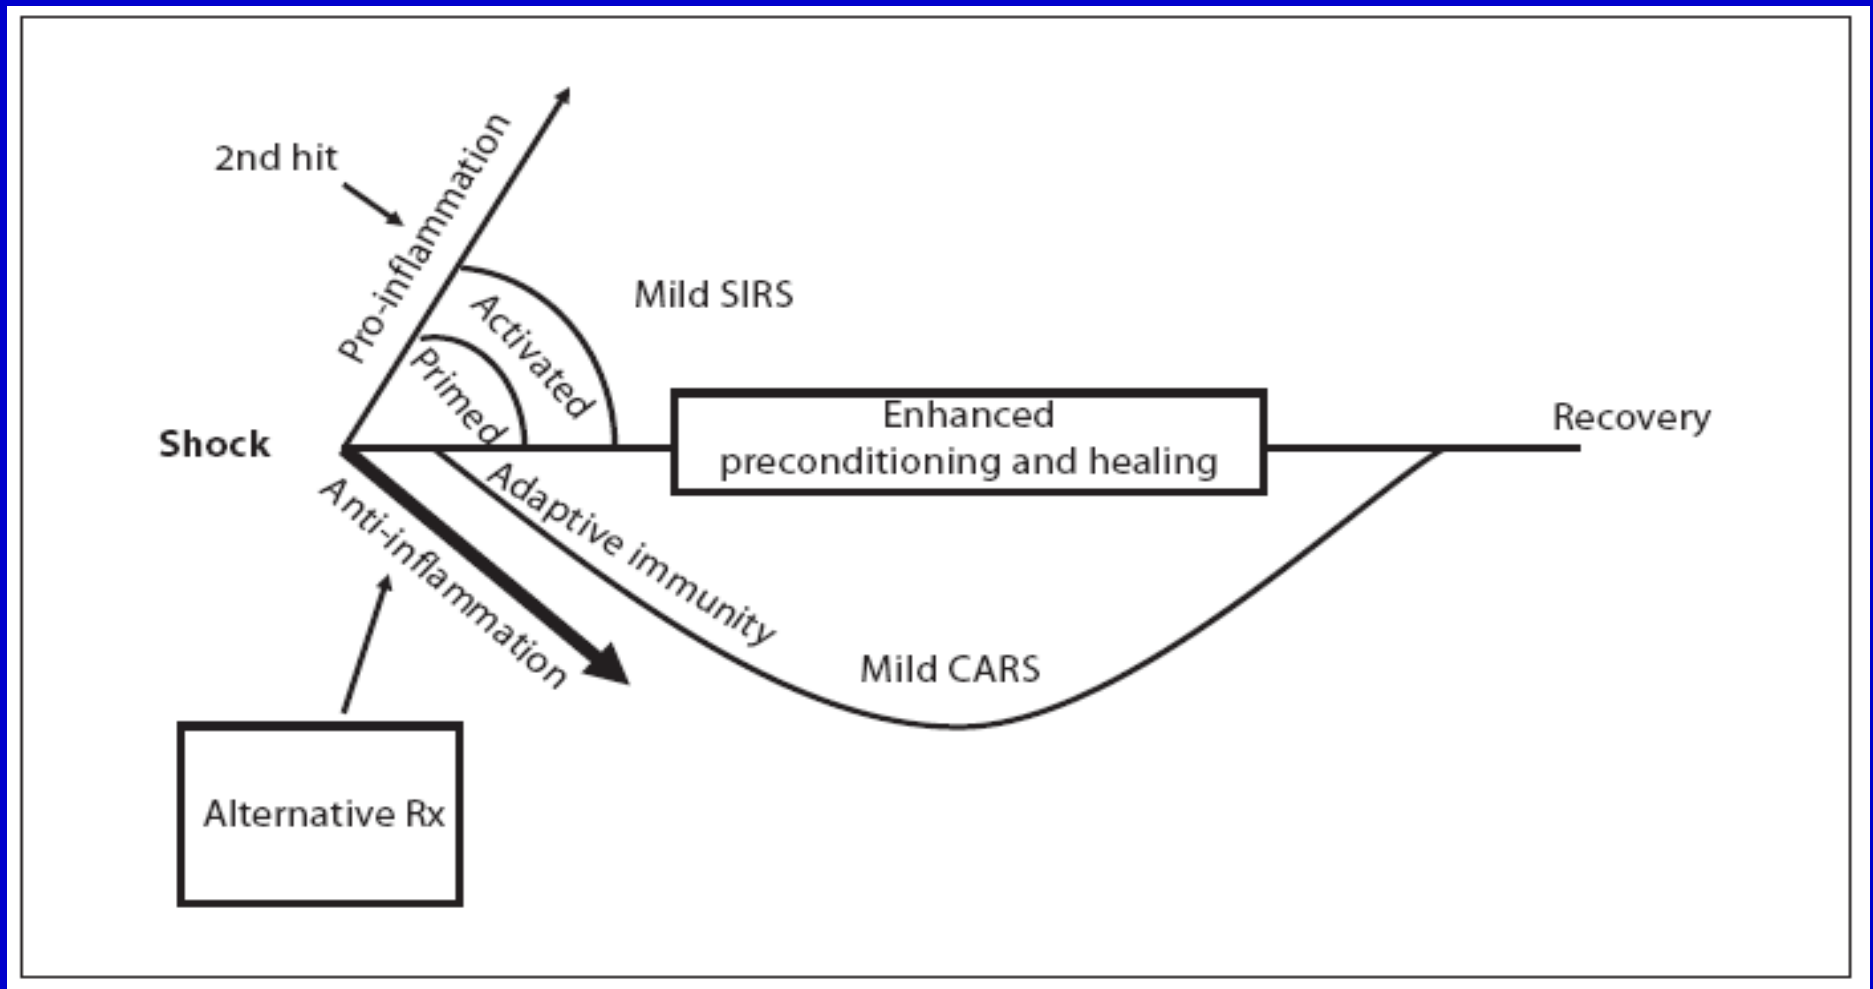 2nd hit
Pro-inflammation
Mild SIRS
Activated
Primed
Shock
Enhanced
preconditioning and healing
Recovery
Adaptive immunity
Anti-inflammation
Mild CARS
Alternative Rx